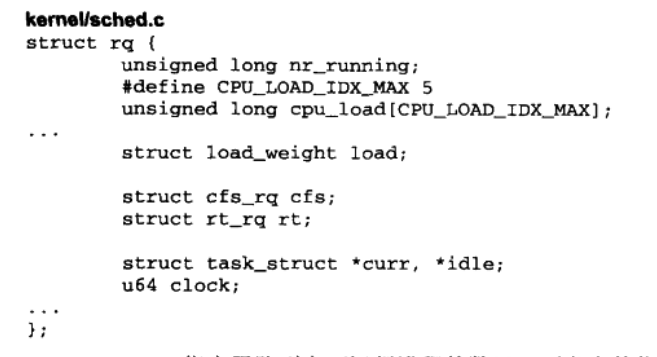 kernel/sched.c
struct rq {
        unsigned long nr_running;
        #define CPU_LOAD_IDX_MAX 5
        unsigned long cpu_load[CPU_LOAD_IDX_MAX];
...
        struct load_weight load;

        struct cfs_rq cfs;
        struct rt_rq rt;

        struct task_struct *curr, *idle;
        u64 clock;
...
};